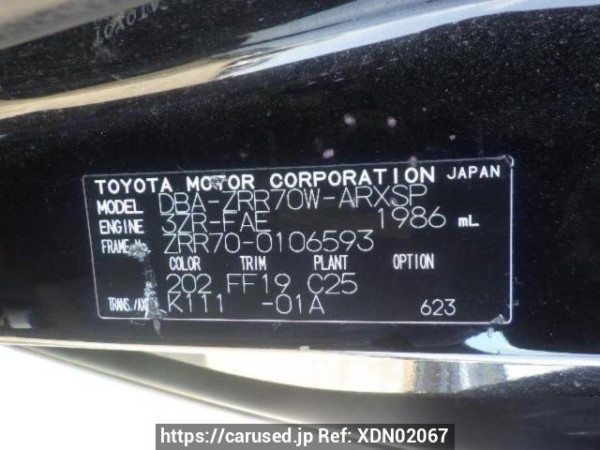 TOYOTA MOTOR CORPORATION JAPAN
MODEL DBA-ZRR70W-ARXSP
ENGINE 3ZR-FAE 1986 mL
FRAME No. ZRR70-0106593
COLOR TRIM PLANT OPTION
202 FF19 C25
TRANS./AX K111 -01A 623
https://carused.jp Ref: XDN02067